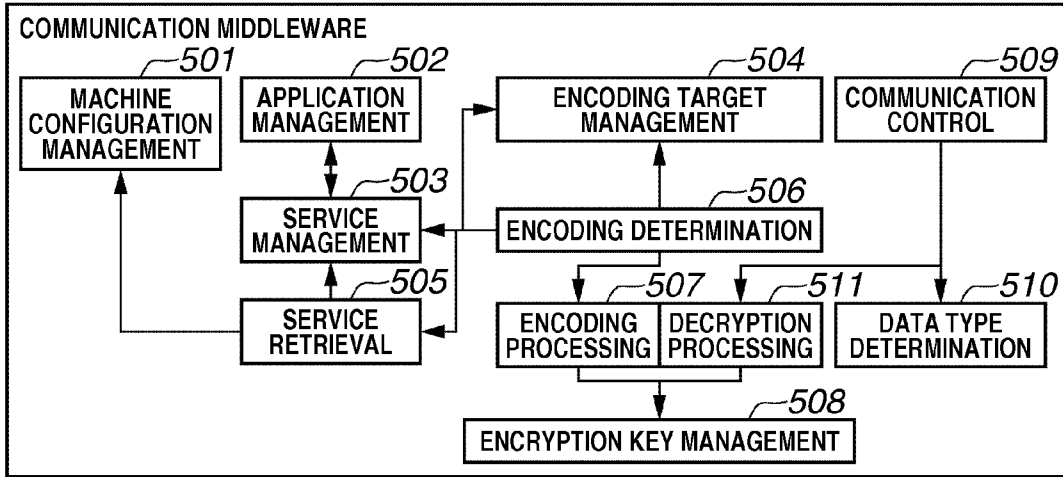 COMMUNICATION MIDDLEWARE
501
MACHINE
CONFIGURATION
MANAGEMENT
502
APPLICATION
MANAGEMENT
504
ENCODING TARGET
MANAGEMENT
509
COMMUNICATION
CONTROL
503
SERVICE
MANAGEMENT
506
ENCODING DETERMINATION
505
SERVICE
RETRIEVAL
507
ENCODING
PROCESSING
511
DECRYPTION
PROCESSING
510
DATA TYPE
DETERMINATION
508
ENCRYPTION KEY MANAGEMENT